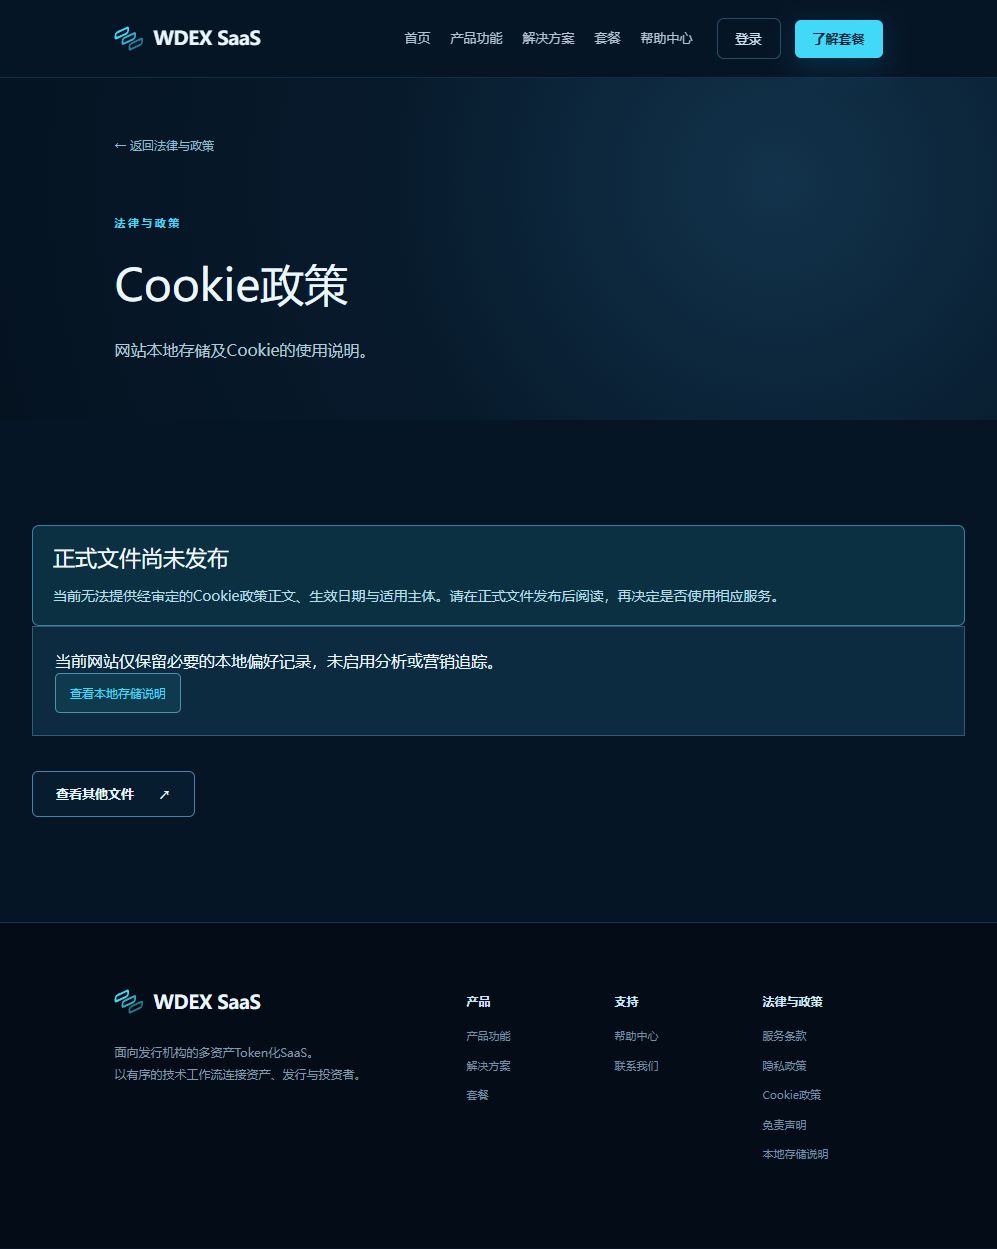 WDEX SaaS
首页 产品功能 解决方案 套餐 帮助中心 登录 了解套餐
← 返回法律与政策
法律与政策
Cookie政策
网站本地存储及Cookie的使用说明。
正式文件尚未发布
当前无法提供经审定的Cookie政策正文、生效日期与适用主体。请在正式文件发布后阅读，再决定是否使用相应服务。
当前网站仅保留必要的本地偏好记录，未启用分析或营销追踪。
查看本地存储说明
查看其他文件 ↗
WDEX SaaS
面向发行机构的多资产Token化SaaS。
以有序的技术工作流连接资产、发行与投资者。
产品
产品功能
解决方案
套餐
支持
帮助中心
联系我们
法律与政策
服务条款
隐私政策
Cookie政策
免责声明
本地存储说明